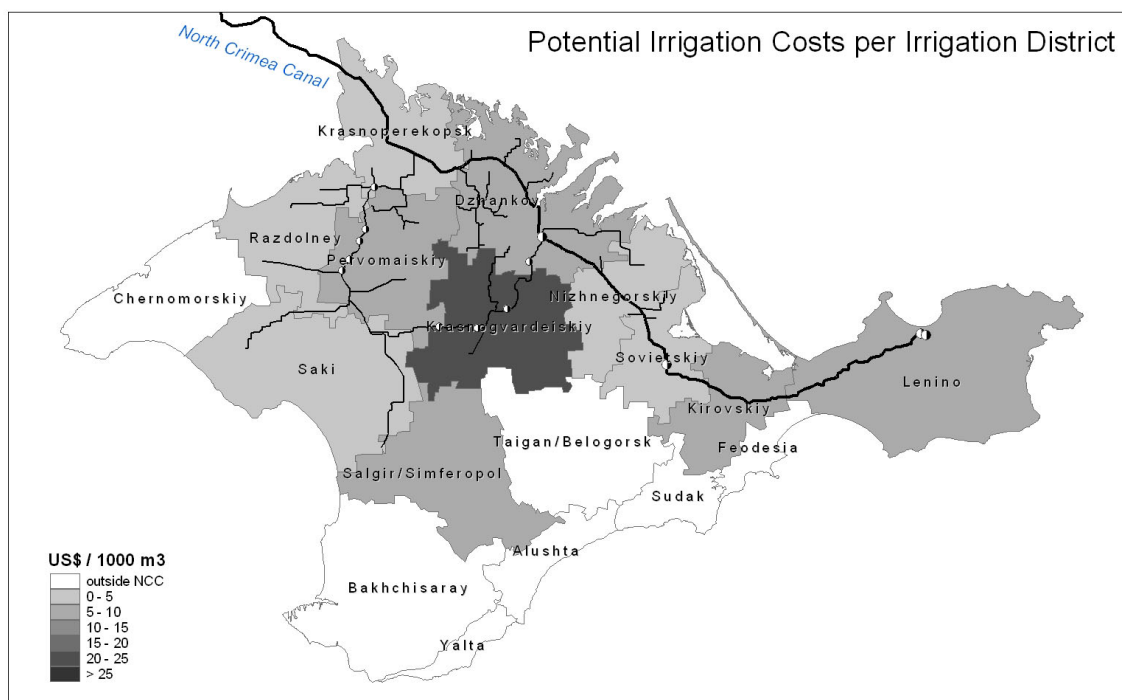 Potential Irrigation Costs per Irrigation District
North Crimea Canal
Krasnoperekopsk
Dzhankoy
Razdolney
Pervomaiskiy
Chernomorskiy
Nizhnegorskiy
Krasnogvardeiskiy
Saki
Sovietskiy
Lenino
Kirovskiy
Taigan/Belogorsk
Feodesia
Salgir/Simferopol
Sudak
Alushta
Bakhchisaray
Yalta
US$ / 1000 m3
outside NCC
0 - 5
5 - 10
10 - 15
15 - 20
20 - 25
> 25